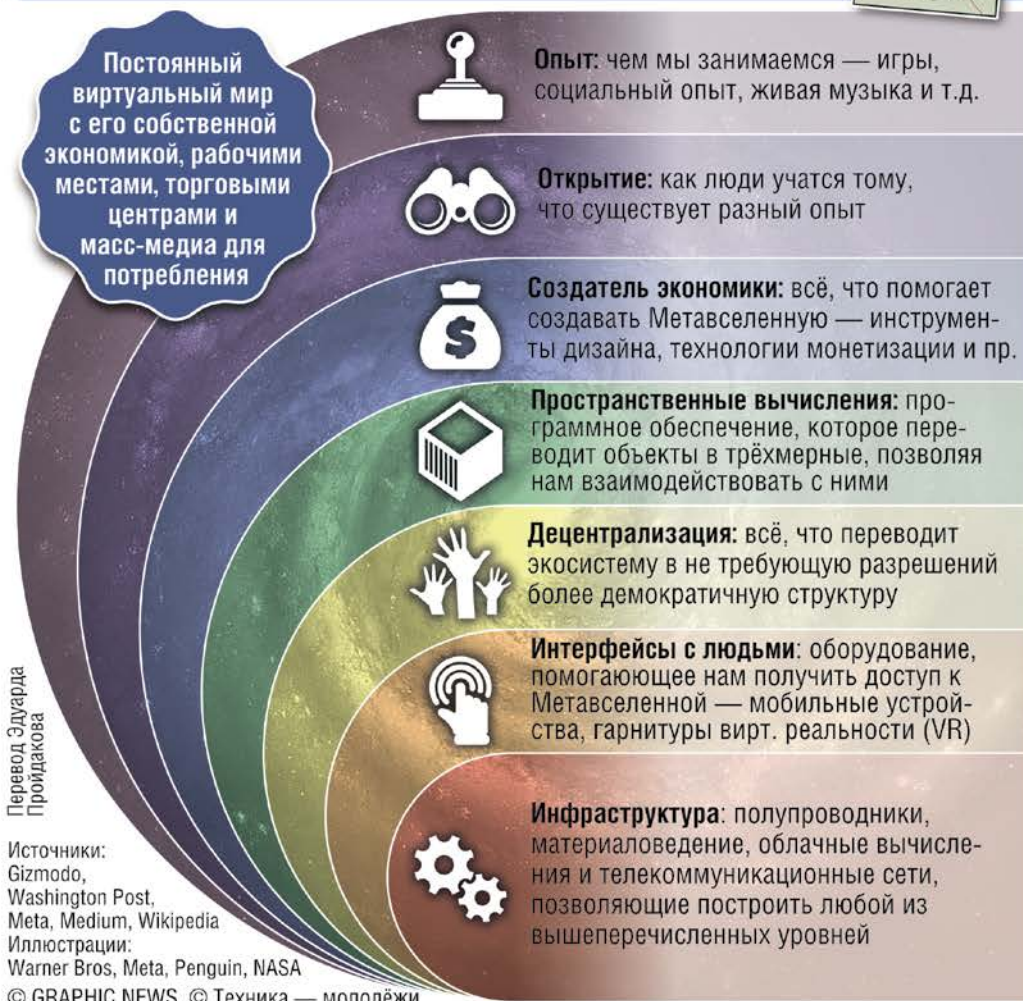 Постоянный
виртуальный мир
с его собственной
экономикой, рабочими
местами, торговыми
центрами и
масс-медиа для
потребления
Опыт: чем мы занимаемся — игры,
социальный опыт, живая музыка и т.д.
Открытие: как люди учатся тому,
что существует разный опыт
Создатель экономики: всё, что помогает
создавать Метавселенную — инструмен-
ты дизайна, технологии монетизации и пр.
Пространственные вычисления: про-
граммное обеспечение, которое пере-
водит объекты в трёхмерные, позволяя
нам взаимодействовать с ними
Децентрализация: всё, что переводит
экосистему в не требующую разрешений
более демократичную структуру
Интерфейсы с людьми: оборудование,
помогаюющее нам получить доступ к
Метавселенной — мобильные устрой-
ства, гарнитуры вирт. реальности (VR)
Инфраструктура: полупроводники,
материаловедение, облачные вычисле-
ния и телекоммуникационные сети,
позволяющие построить любой из
вышеперечисленных уровней
Перевод Эдуарда
Пройдакова
Источники:
Gizmodo,
Washington Post,
Meta, Medium, Wikipedia
Иллюстрации:
Warner Bros, Meta, Penguin, NASA
© GRAPHIC NEWS, © Техника — молодёжи